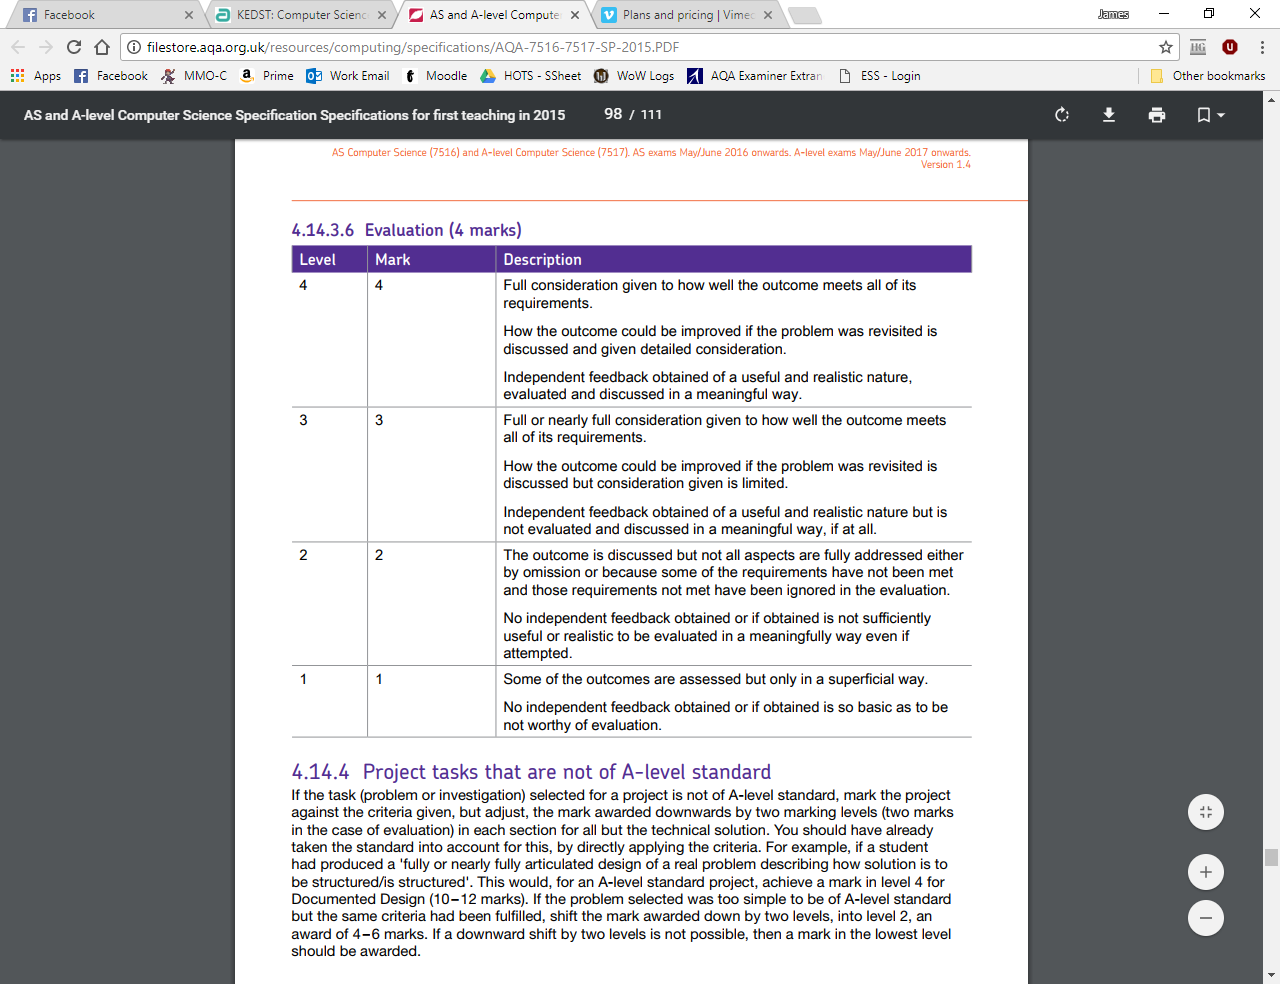 Facebook
KEDST: Computer Science
AS and A-level Compute
Plans and pricing | Vime
James
filestore.aqa.org.uk/resources/computing/specifications/AQA-7516-7517-SP-2015.PDF
Apps
Facebook
MMO-C
Prime
Work Email
Moodle
HOTS - SSheet
WoW Logs
AQA Examiner Extran
ESS - Login
Other bookmarks
AS and A-level Computer Science Specification Specifications for first teaching in 2015
98 / 111
AS Computer Science (7516) and A-level Computer Science (7517). AS exams May/June 2016 onwards. A-level exams May/June 2017 onwards.
Version 1.4
4.14.3.6 Evaluation (4 marks)
Level Mark Description
4 4 Full consideration given to how well the outcome meets all of its
requirements.
How the outcome could be improved if the problem was revisited is
discussed and given detailed consideration.
Independent feedback obtained of a useful and realistic nature,
evaluated and discussed in a meaningful way.
3 3 Full or nearly full consideration given to how well the outcome meets
all of its requirements.
How the outcome could be improved if the problem was revisited is
discussed but consideration given is limited.
Independent feedback obtained of a useful and realistic nature but is
not evaluated and discussed in a meaningful way, if at all.
2 2 The outcome is discussed but not all aspects are fully addressed either
by omission or because some of the requirements have not been met
and those requirements not met have been ignored in the evaluation.
No independent feedback obtained or if obtained is not sufficiently
useful or realistic to be evaluated in a meaningfully way even if
attempted.
1 1 Some of the outcomes are assessed but only in a superficial way.
No independent feedback obtained or if obtained is so basic as to be
not worthy of evaluation.
4.14.4 Project tasks that are not of A-level standard
If the task (problem or investigation) selected for a project is not of A-level standard, mark the project
against the criteria given, but adjust, the mark awarded downwards by two marking levels (two marks
in the case of evaluation) in each section for all but the technical solution. You should have already
taken the standard into account for this, by directly applying the criteria. For example, if a student
had produced a 'fully or nearly fully articulated design of a real problem describing how solution is to
be structured/is structured'. This would, for an A-level standard project, achieve a mark in level 4 for
Documented Design (10–12 marks). If the problem selected was too simple to be of A-level standard
but the same criteria had been fulfilled, shift the mark awarded down by two levels, into level 2, an
award of 4–6 marks. If a downward shift by two levels is not possible, then a mark in the lowest level
should be awarded.